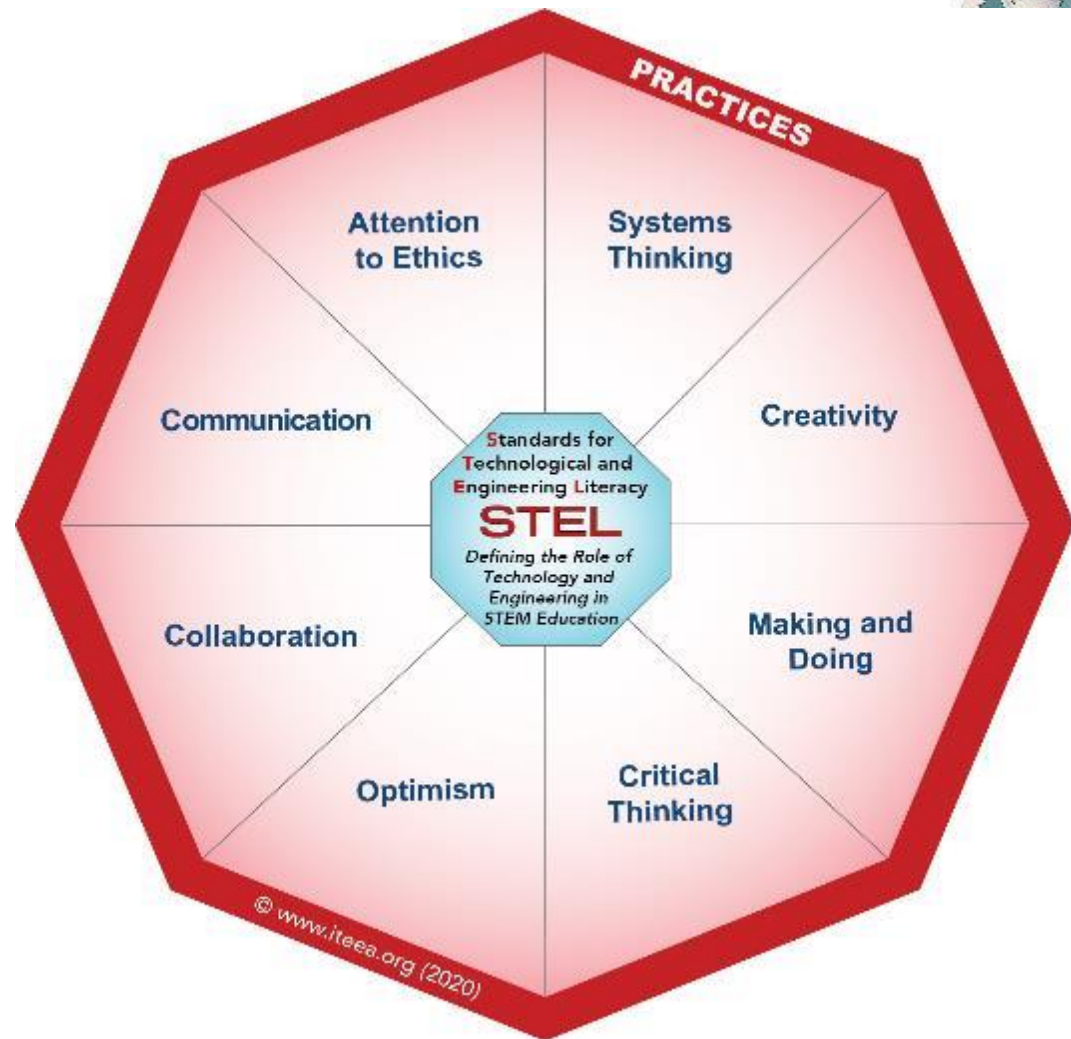 PRACTICES
Attention
to Ethics
Systems
Thinking
Communication
Creativity
Standards for
Technological and
Engineering Literacy
STEL
Defining the Role of
Technology and
Engineering in
STEM Education
Collaboration
Making and
Doing
Optimism
Critical
Thinking
© www.iteea.org (2020)